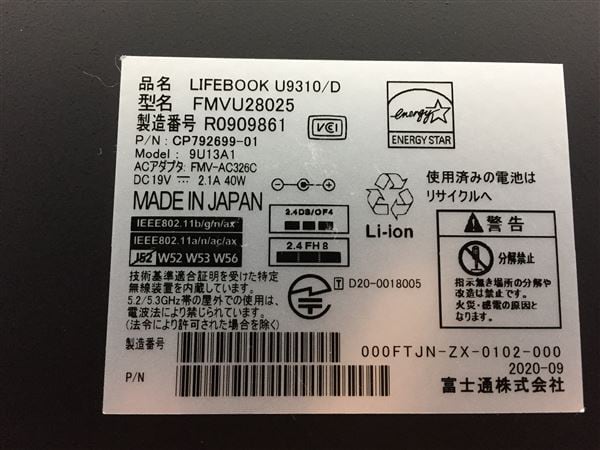 品名 LIFEBOOK U9310/D
型名 FMVU28025
製造番号 R0909861
VCCI
P/N: CP792699-01
Model: 9U13A1
ACアダプタ: FMV-AC326C
DC 19V ⎓ 2.1A 40W
MADE IN JAPAN
energy
ENERGY STAR
Li-ion
使用済みの電池は
リサイクルへ
IEEE802.11b/g/n/ax
IEEE802.11a/n/ac/ax
J52 W52 W53 W56
2.4DS/OF4
2.4FH8
技術基準適合証明を受けた特定
無線装置を内蔵しています。
5.2/5.3GHz帯の屋外での使用は、
電波法により禁じられています。
(法令により許可された場合を除く)
T D20-0018005
警告
分解禁止
指示無き場所の分解や
改造は禁止です。
火災・感電の原因と
なります。
製造番号
P/N
000FTJN-ZX-0102-000
2020-09
富士通株式会社